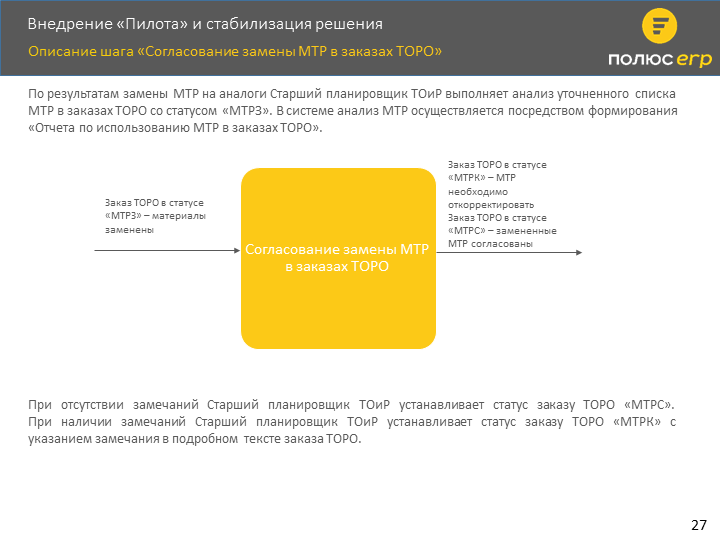 Внедрение «Пилота» и стабилизация решения
Описание шага «Согласование замены МТР в заказах ТОРО»
ПОЛЮС erp
По результатам замены МТР на аналоги Старший планировщик ТОиР выполняет анализ уточненного списка
МТР в заказах ТОРО со статусом «МТРЗ». В системе анализ МТР осуществляется посредством формирования
«Отчета по использованию МТР в заказах ТОРО».
Заказ ТОРО в статусе
«МТРЗ» – материалы
заменены
Согласование замены МТР
в заказах ТОРО
Заказ ТОРО в статусе
«МТРК» – МТР
необходимо
откорректировать
Заказ ТОРО в статусе
«МТРС» – замененные
МТР согласованы
При отсутствии замечаний Старший планировщик ТОиР устанавливает статус заказу ТОРО «МТРС».
При наличии замечаний Старший планировщик ТОиР устанавливает статус заказу ТОРО «МТРК» с
указанием замечания в подробном тексте заказа ТОРО.
27